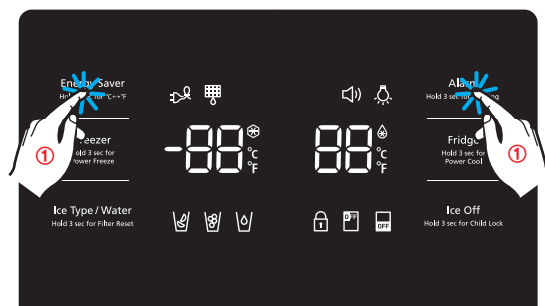 Energy Saver
Hold 3 sec for °C↔°F
Alarm
Hold 3 sec for
-88 °C °F
88 °C °F
Freezer
Hold 3 sec for
Power Freeze
Fridge
Hold 3 sec for
Power Cool
①
①
Ice Type / Water
Hold 3 sec for Filter Reset
OFF
OFF
Ice Off
Hold 3 sec for Child Lock